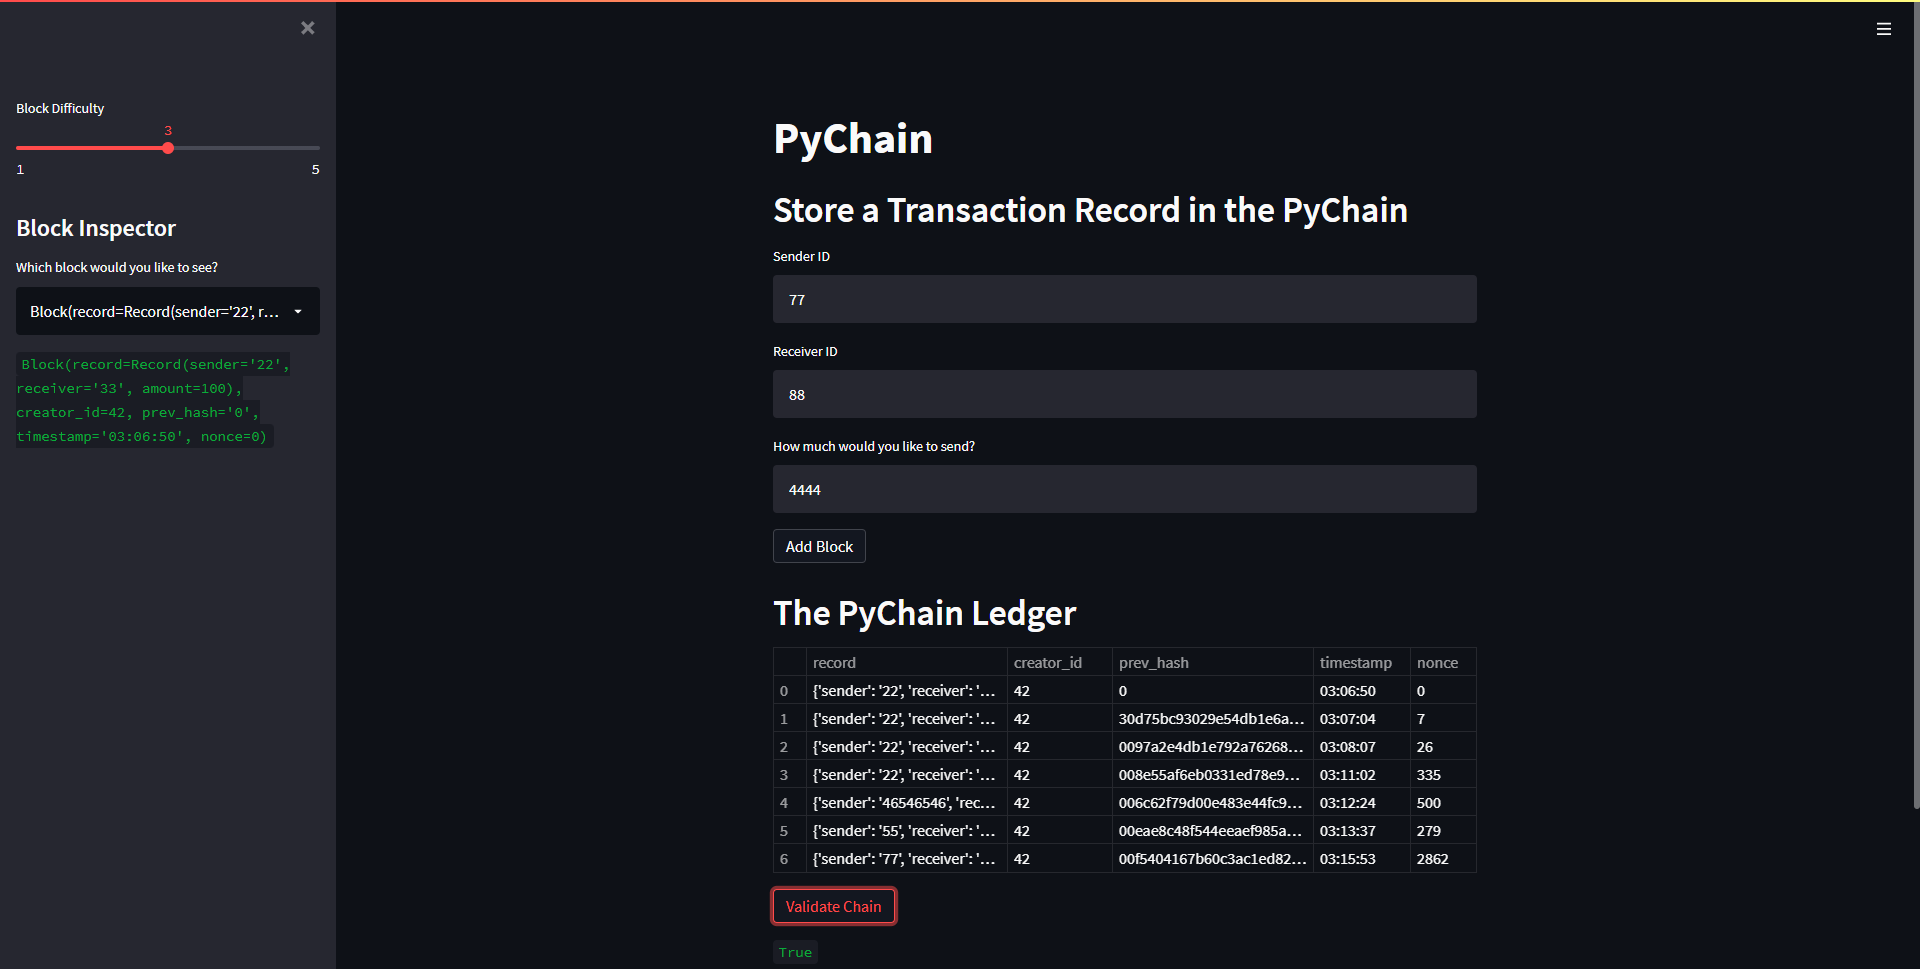 Block Difficulty
3
1 5
Block Inspector
Which block would you like to see?
Block(record=Record(sender='22', r...
Block(record=Record(sender='22',
receiver='33', amount=100),
creator_id=42, prev_hash='0',
timestamp='03:06:50', nonce=0)
PyChain
Store a Transaction Record in the PyChain
Sender ID
77
Receiver ID
88
How much would you like to send?
4444
Add Block
The PyChain Ledger
record creator_id prev_hash timestamp nonce
0 {'sender': '22', 'receiver': '... 42 0 03:06:50 0
1 {'sender': '22', 'receiver': '... 42 30d75bc93029e54db1e6a... 03:07:04 7
2 {'sender': '22', 'receiver': '... 42 0097a2e4db1e792a76268... 03:08:07 26
3 {'sender': '22', 'receiver': '... 42 008e55af6eb0331ed78e9... 03:11:02 335
4 {'sender': '46546546', 'rec... 42 006c62f79d00e483e44fc9... 03:12:24 500
5 {'sender': '55', 'receiver': '... 42 00eae8c48f544eeaef985a... 03:13:37 279
6 {'sender': '77', 'receiver': '... 42 00f5404167b60c3ac1ed82... 03:15:53 2862
Validate Chain
True